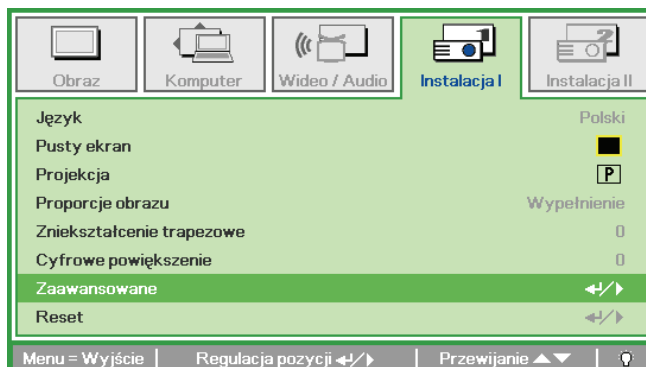 Obraz
Komputer
Wideo / Audio
Instalacja I
Instalacja II
Język Polski
Pusty ekran
Projekcja P
Proporcje obrazu Wypełnienie
Zniekształcenie trapezowe 0
Cyfrowe powiększenie 0
Zaawansowane
Reset
Menu = Wyjście | Regulacja pozycji ↵/▶ | Przewijanie ▲▼